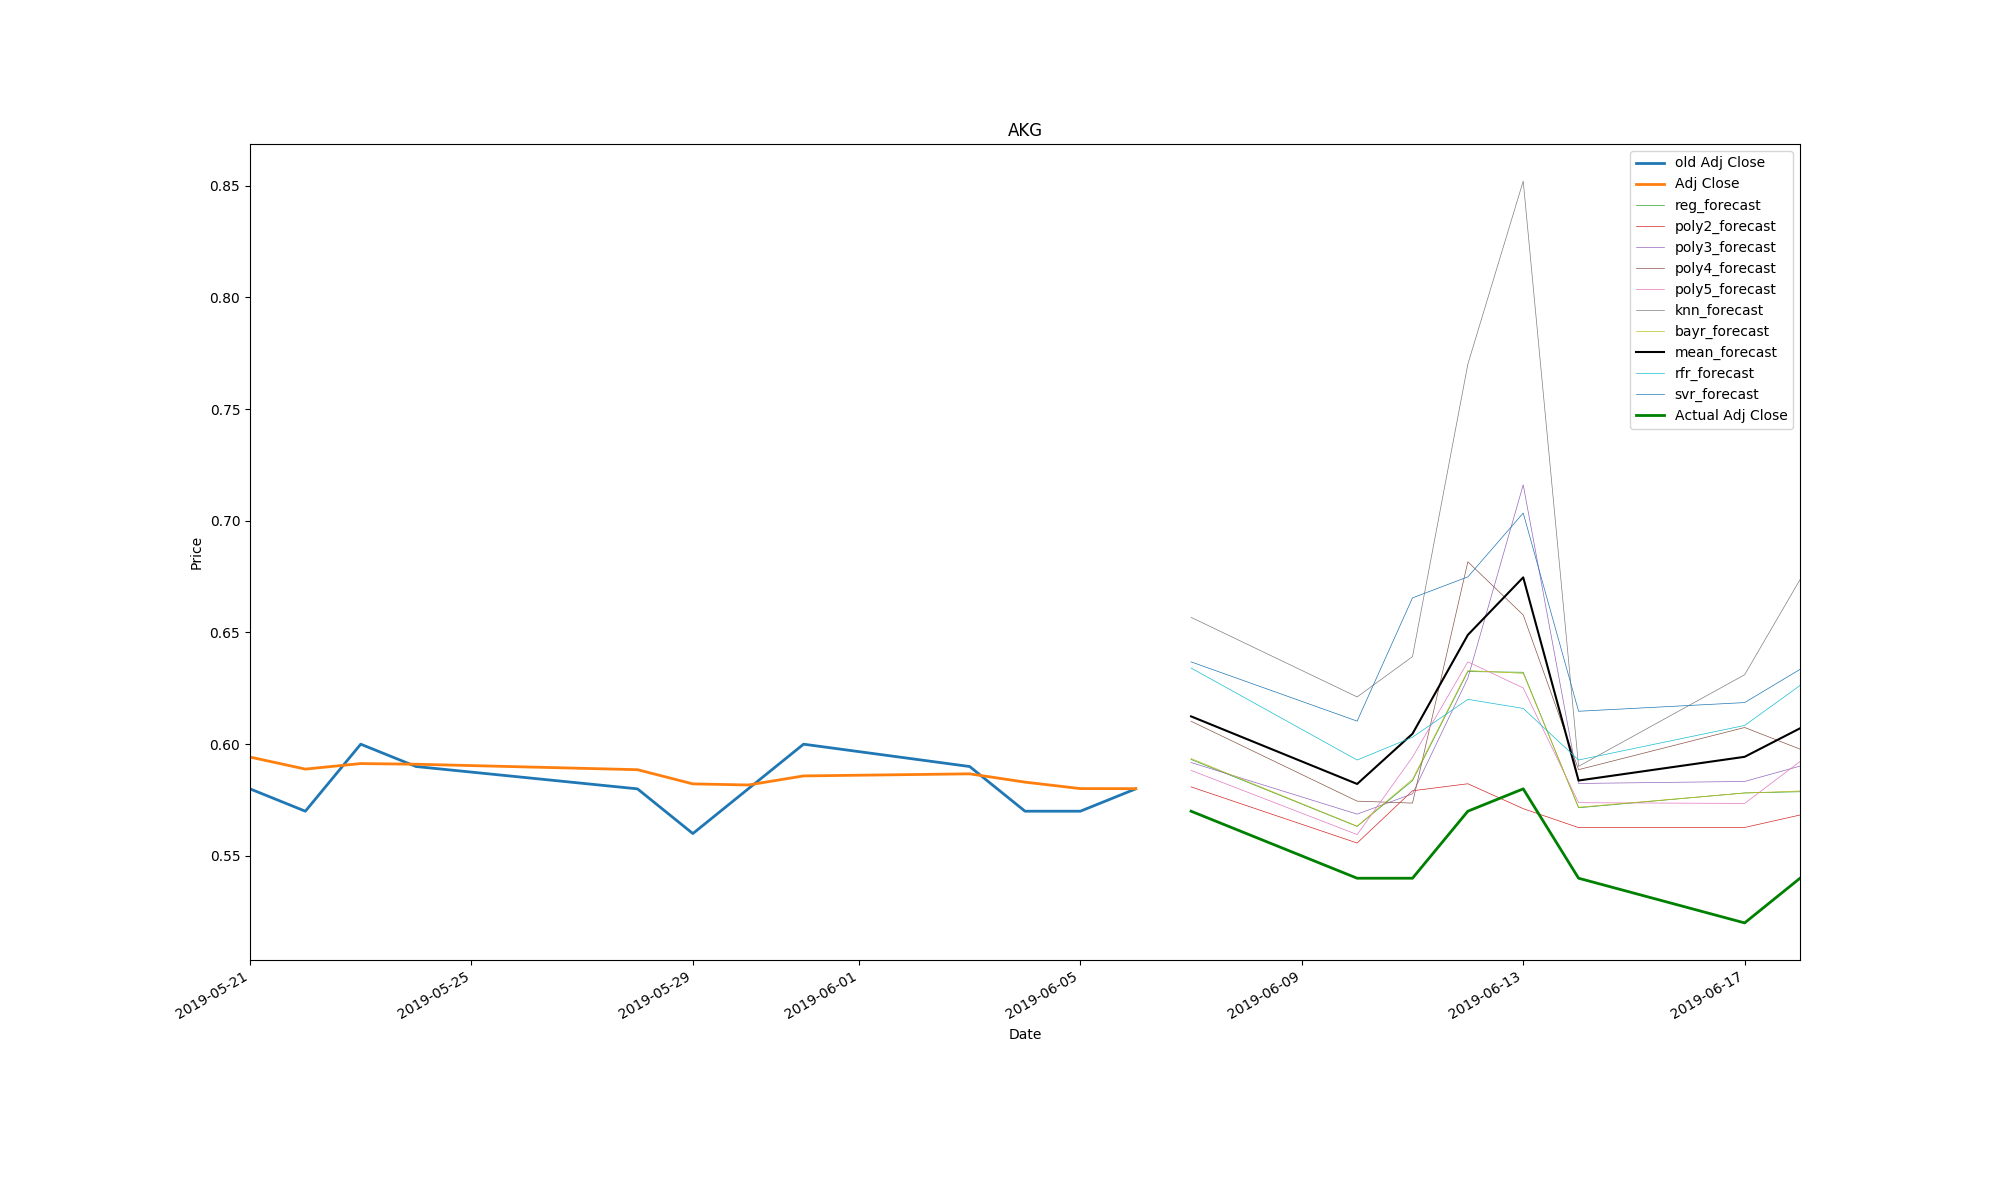 AKG
0.85
0.80
0.75
0.70
0.65
0.60
0.55
Price
old Adj Close
Adj Close
reg_forecast
poly2_forecast
poly3_forecast
poly4_forecast
poly5_forecast
knn_forecast
bayr_forecast
mean_forecast
rfr_forecast
svr_forecast
Actual Adj Close
2019-05-21
2019-05-25
2019-05-29
2019-06-01
2019-06-05
2019-06-09
2019-06-13
2019-06-17
Date